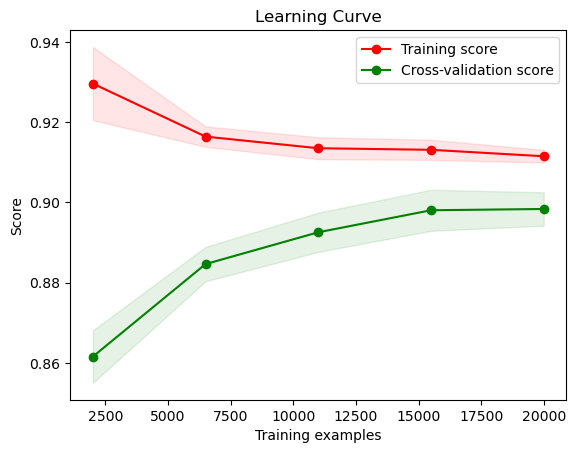 Learning Curve
Training score
Cross-validation score
0.94
0.92
0.90
0.88
0.86
Score
2500 5000 7500 10000 12500 15000 17500 20000
Training examples